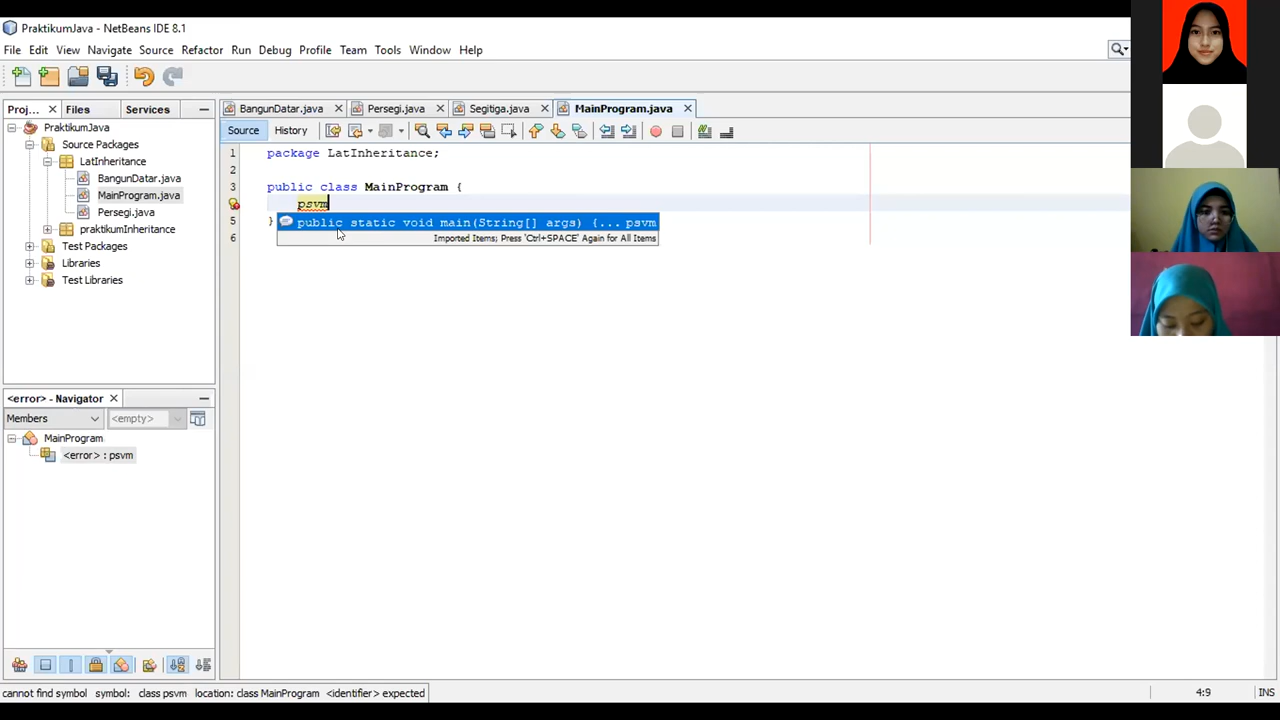 PraktikumJava - NetBeans IDE 8.1
File Edit View Navigate Source Refactor Run Debug Profile Team Tools Window Help
Proj... Files Services
PraktikumJava
Source Packages
LatInheritance
BangunDatar.java
MainProgram.java
Persegi.java
praktikumInheritance
Test Packages
Libraries
Test Libraries
BangunDatar.java Persegi.java Segitiga.java MainProgram.java
Source History
1 package LatInheritance;
2
3 public class MainProgram {
psvm
5 }
6
public static void main(String[] args) {... psvm
Imported Items; Press 'Ctrl+SPACE' Again for All Items
<error> - Navigator
Members <empty>
MainProgram
<error> : psvm
cannot find symbol symbol: class psvm location: class MainProgram <identifier> expected
4:9 INS